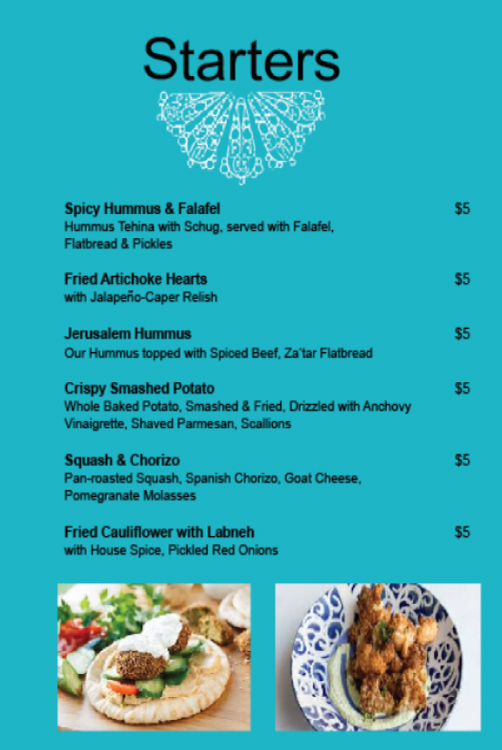 Starters
Spicy Hummus & Falafel $5
Hummus Tehina with Schug, served with Falafel,
Flatbread & Pickles
Fried Artichoke Hearts $5
with Jalapeño-Caper Relish
Jerusalem Hummus $5
Our Hummus topped with Spiced Beef, Za'tar Flatbread
Crispy Smashed Potato $5
Whole Baked Potato, Smashed & Fried, Drizzled with Anchovy
Vinaigrette, Shaved Parmesan, Scallions
Squash & Chorizo $5
Pan-roasted Squash, Spanish Chorizo, Goat Cheese,
Pomegranate Molasses
Fried Cauliflower with Labneh $5
with House Spice, Pickled Red Onions